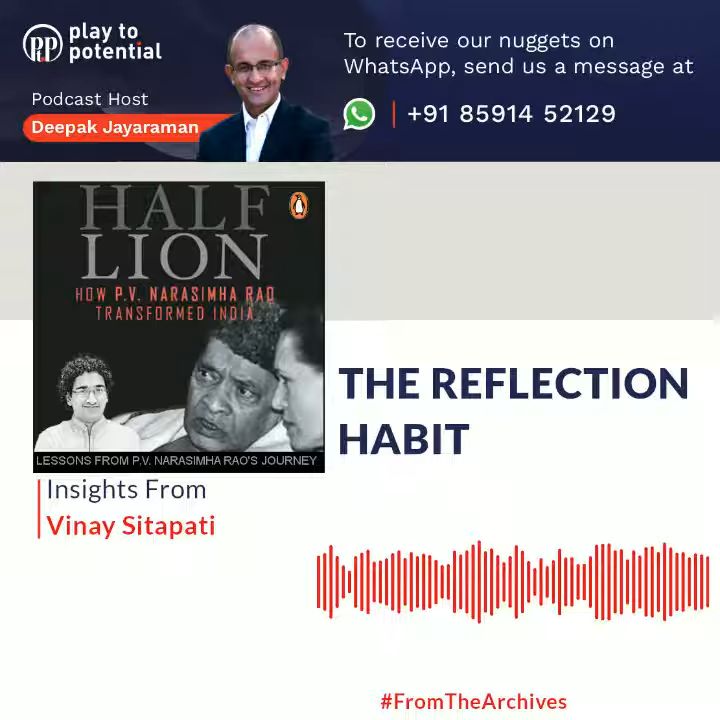 play to
potential
Podcast Host
Deepak Jayaraman
To receive our nuggets on
WhatsApp, send us a message at
+91 85914 52129
HALF
LION
HOW P.V. NARASIMHA RAO
TRANSFORMED INDIA
LESSONS FROM P.V. NARASIMHA RAO'S JOURNEY
THE REFLECTION
HABIT
Insights From
Vinay Sitapati
#FromTheArchives